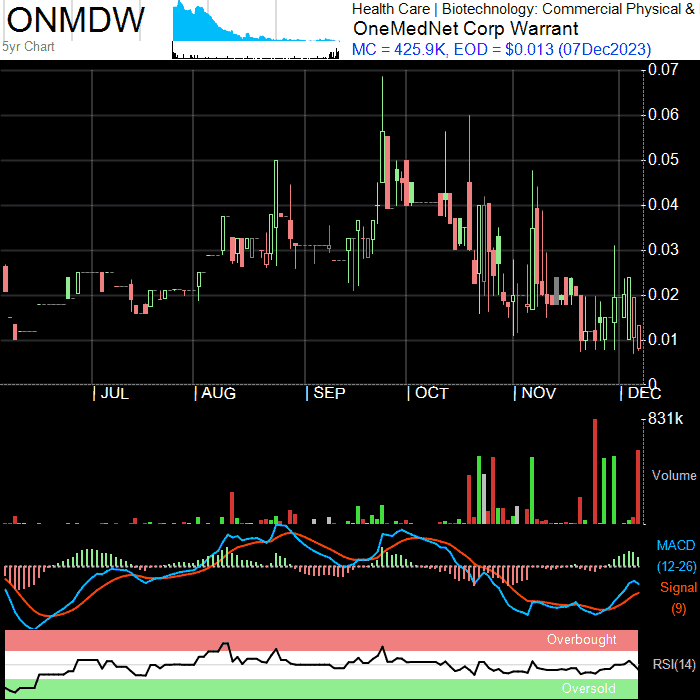 ONMDW
5yr Chart
Health Care | Biotechnology: Commercial Physical &
OneMedNet Corp Warrant
MC = 425.9K, EOD = $0.013 (07Dec2023)
0.07
0.06
0.05
0.04
0.03
0.02
0.01
0
| JUL | AUG | SEP | OCT | NOV | DEC
831k
Volume
MACD
(12-26)
Signal
(9)
Overbought
RSI(14)
Oversold